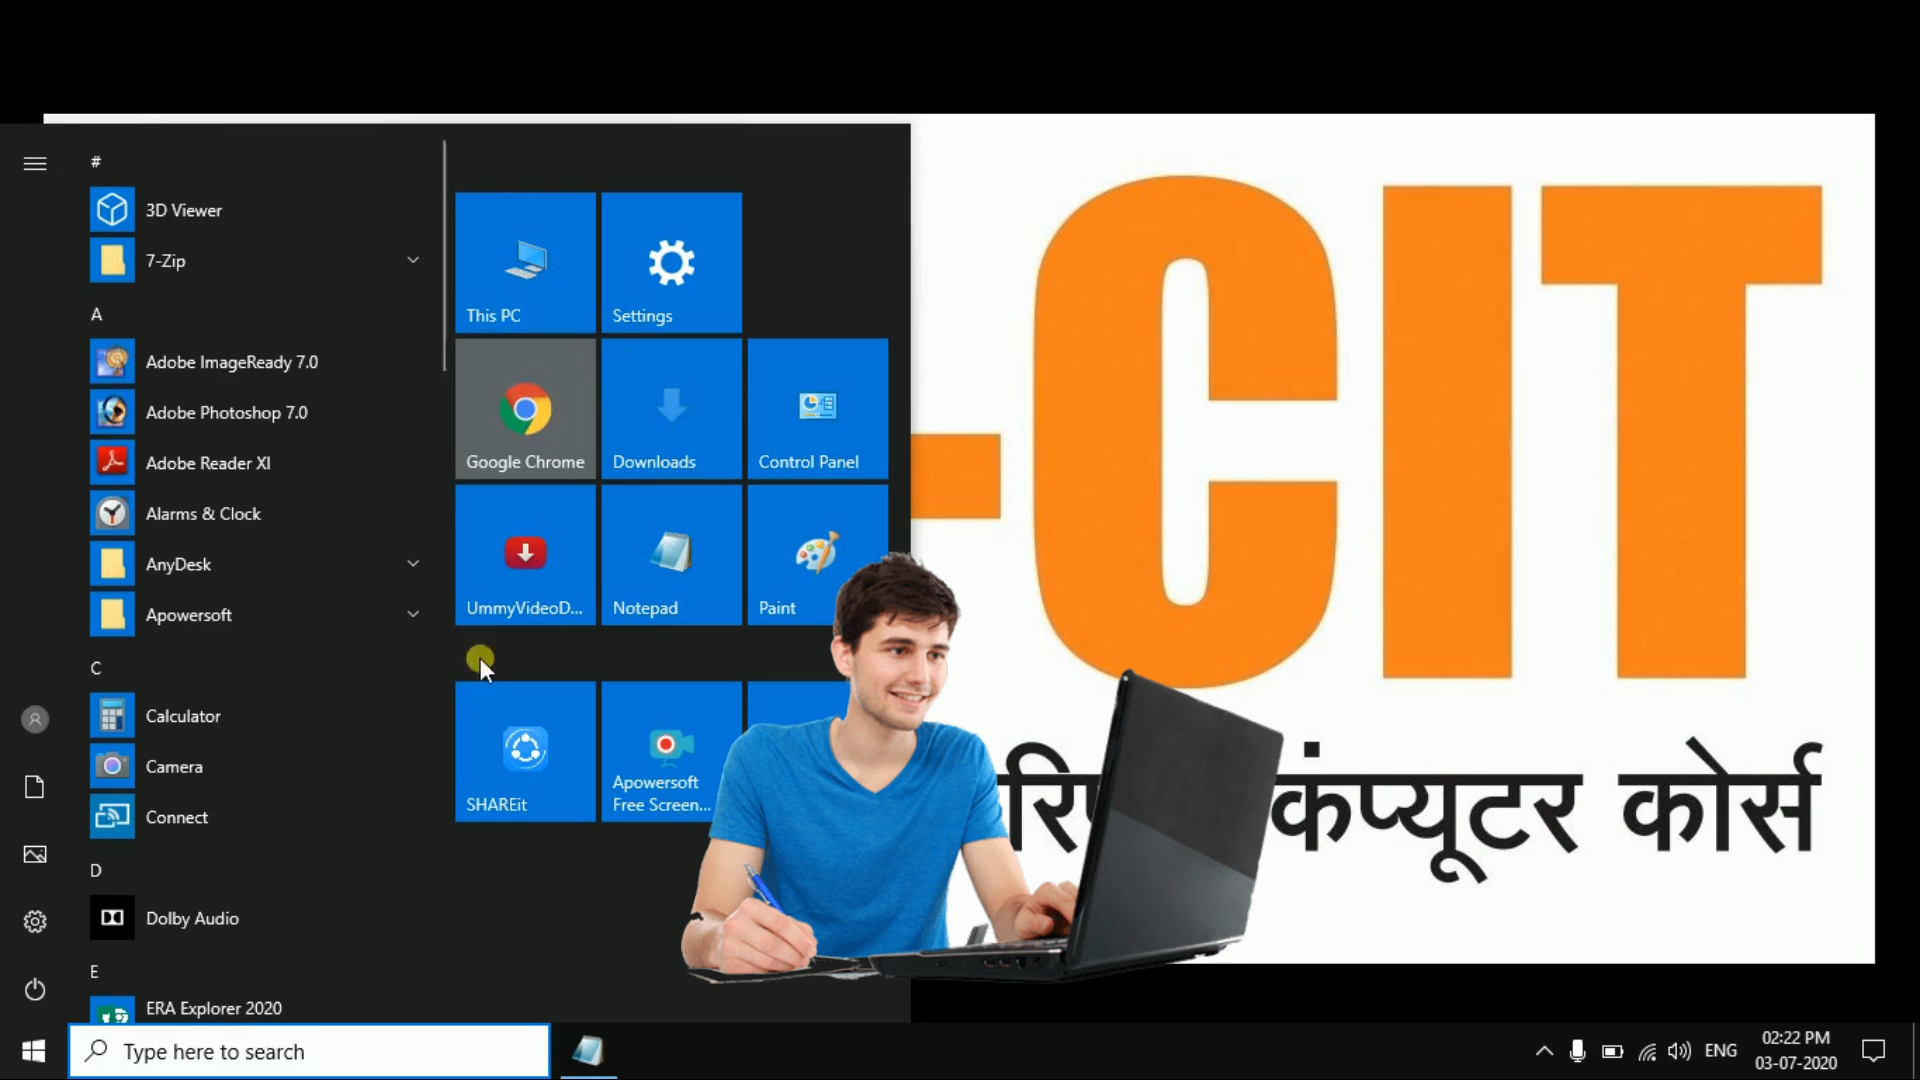 #
3D Viewer
7-Zip
A
Adobe ImageReady 7.0
Adobe Photoshop 7.0
Adobe Reader XI
Alarms & Clock
AnyDesk
Apowersoft
C
Calculator
Camera
Connect
D
Dolby Audio
E
ERA Explorer 2020
This PC
Settings
Google Chrome
Downloads
Control Panel
UmmyVideoD...
Notepad
Paint
SHAREit
Apowersoft
Free Screen...
-CIT
कंप्यूटर कोर्स
Type here to search
ENG
02:22 PM
03-07-2020